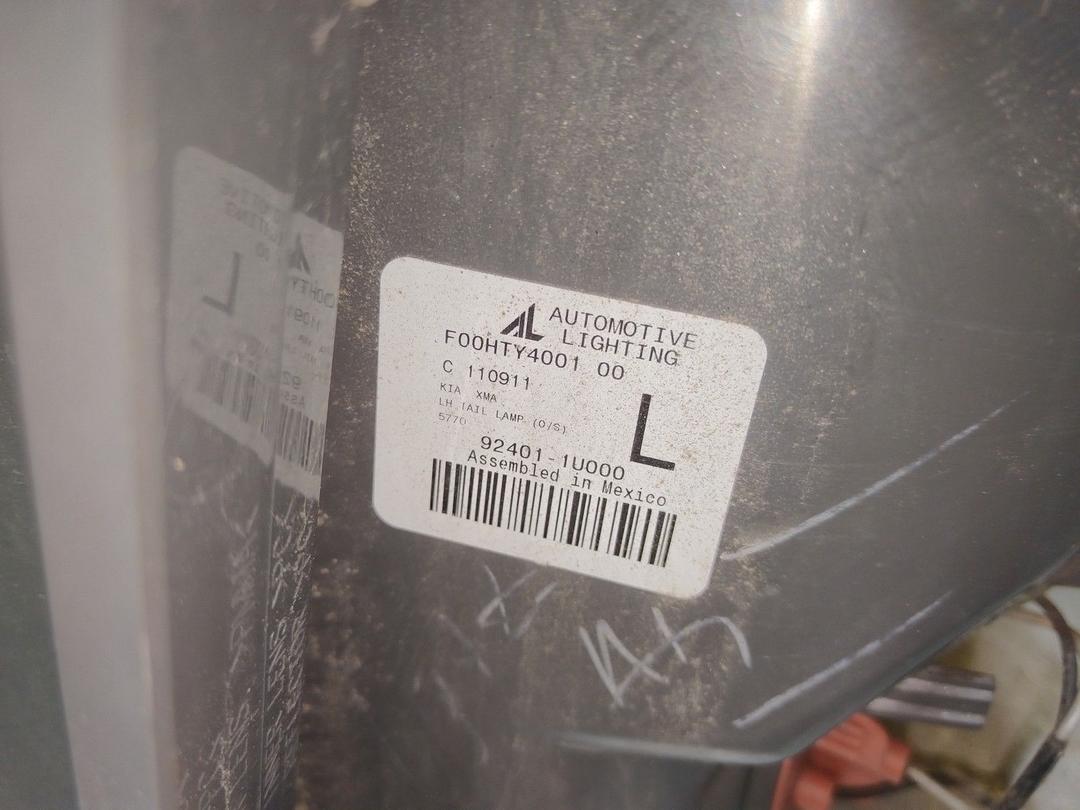 AUTOMOTIVE
LIGHTING
F00HTY4001 00
C 110911
KIA XMA
LH TAIL LAMP (O/S)
5770
L
92401-1U000
Assembled in Mexico